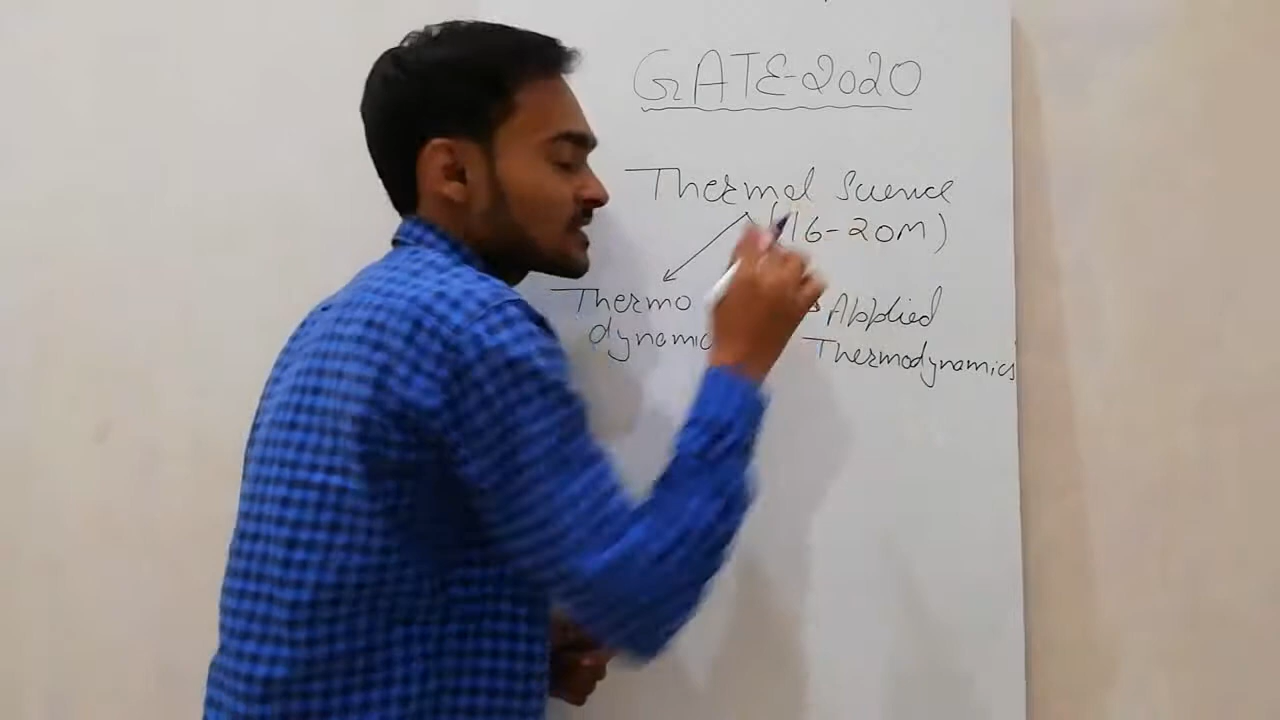 GATE-2020
Thermal Science
(16-20M)
Thermo
dynamic
Applied
Thermodynamics